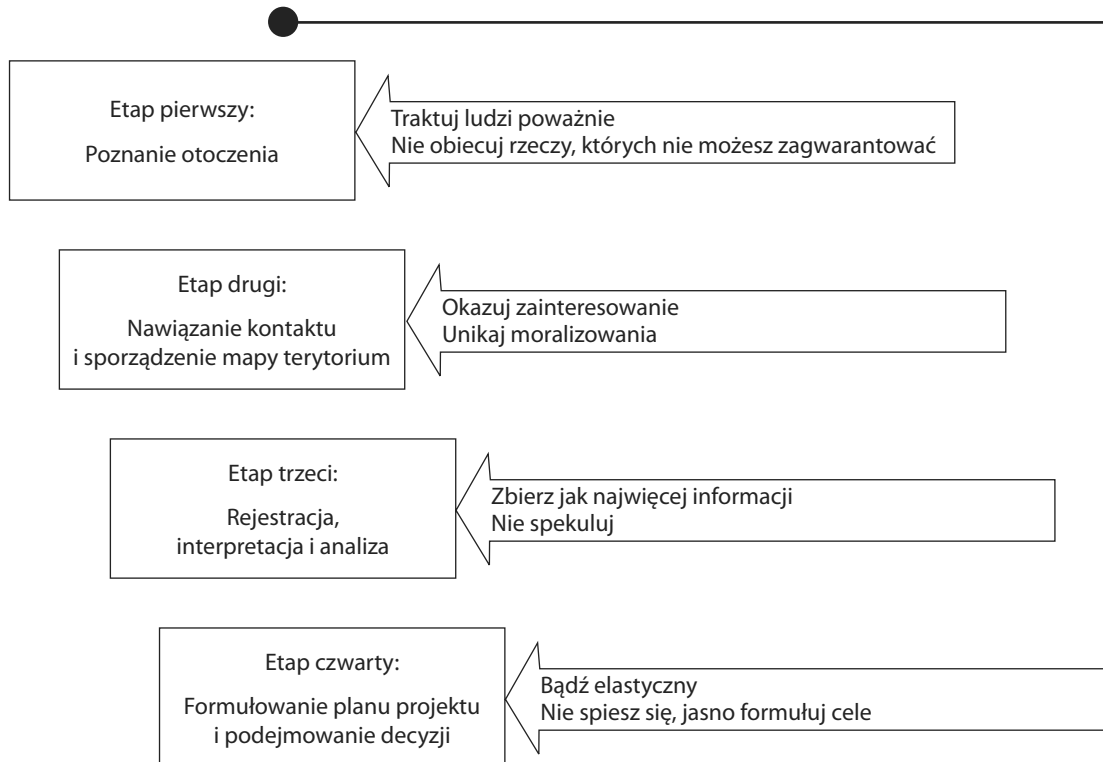 Etap pierwszy:
Poznanie otoczenia
Traktuj ludzi poważnie
Nie obiecuj rzeczy, których nie możesz zagwarantować
Etap drugi:
Nawiązanie kontaktu
i sporządzenie mapy terytorium
Okazuj zainteresowanie
Unikaj moralizowania
Etap trzeci:
Rejestracja,
interpretacja i analiza
Zbierz jak najwięcej informacji
Nie spekuluj
Etap czwarty:
Formułowanie planu projektu
i podejmowanie decyzji
Bądź elastyczny
Nie spiesz się, jasno formułuj cele